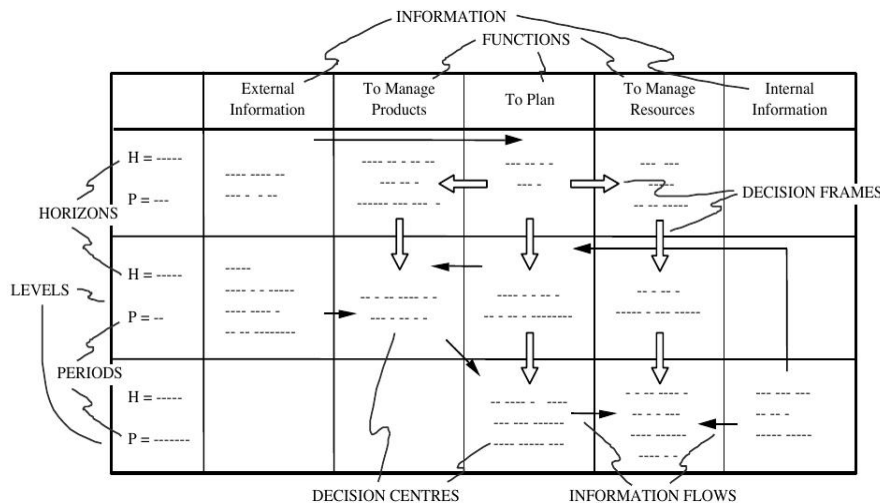 INFORMATION
FUNCTIONS
External
Information
To Manage
Products
To Plan
To Manage
Resources
Internal
Information
H = -----
P = ---
HORIZONS
DECISION FRAMES
H = -----
LEVELS
P = --
PERIODS
H = -----
P = -------
DECISION CENTRES
INFORMATION FLOWS